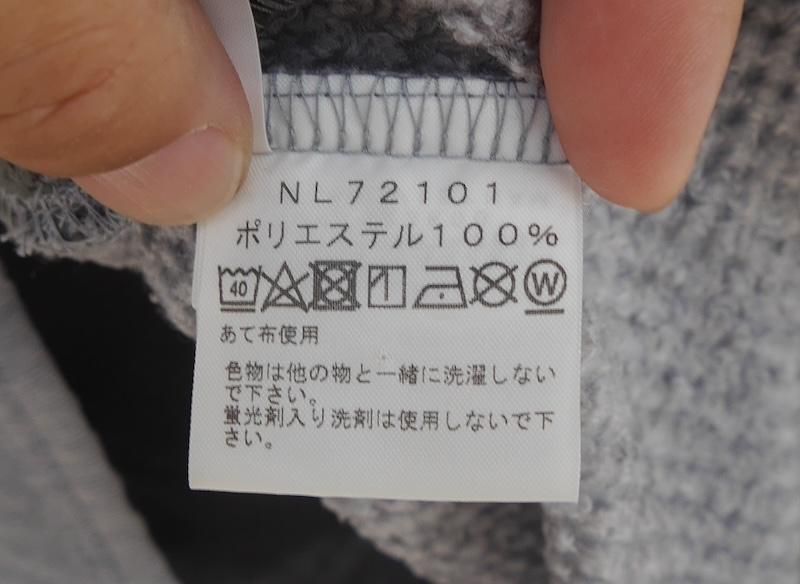 NL72101
ポリエステル100%
40 W
あて布使用
色物は他の物と一緒に洗濯しない
で下さい。
蛍光剤入り洗剤は使用しないで下
さい。